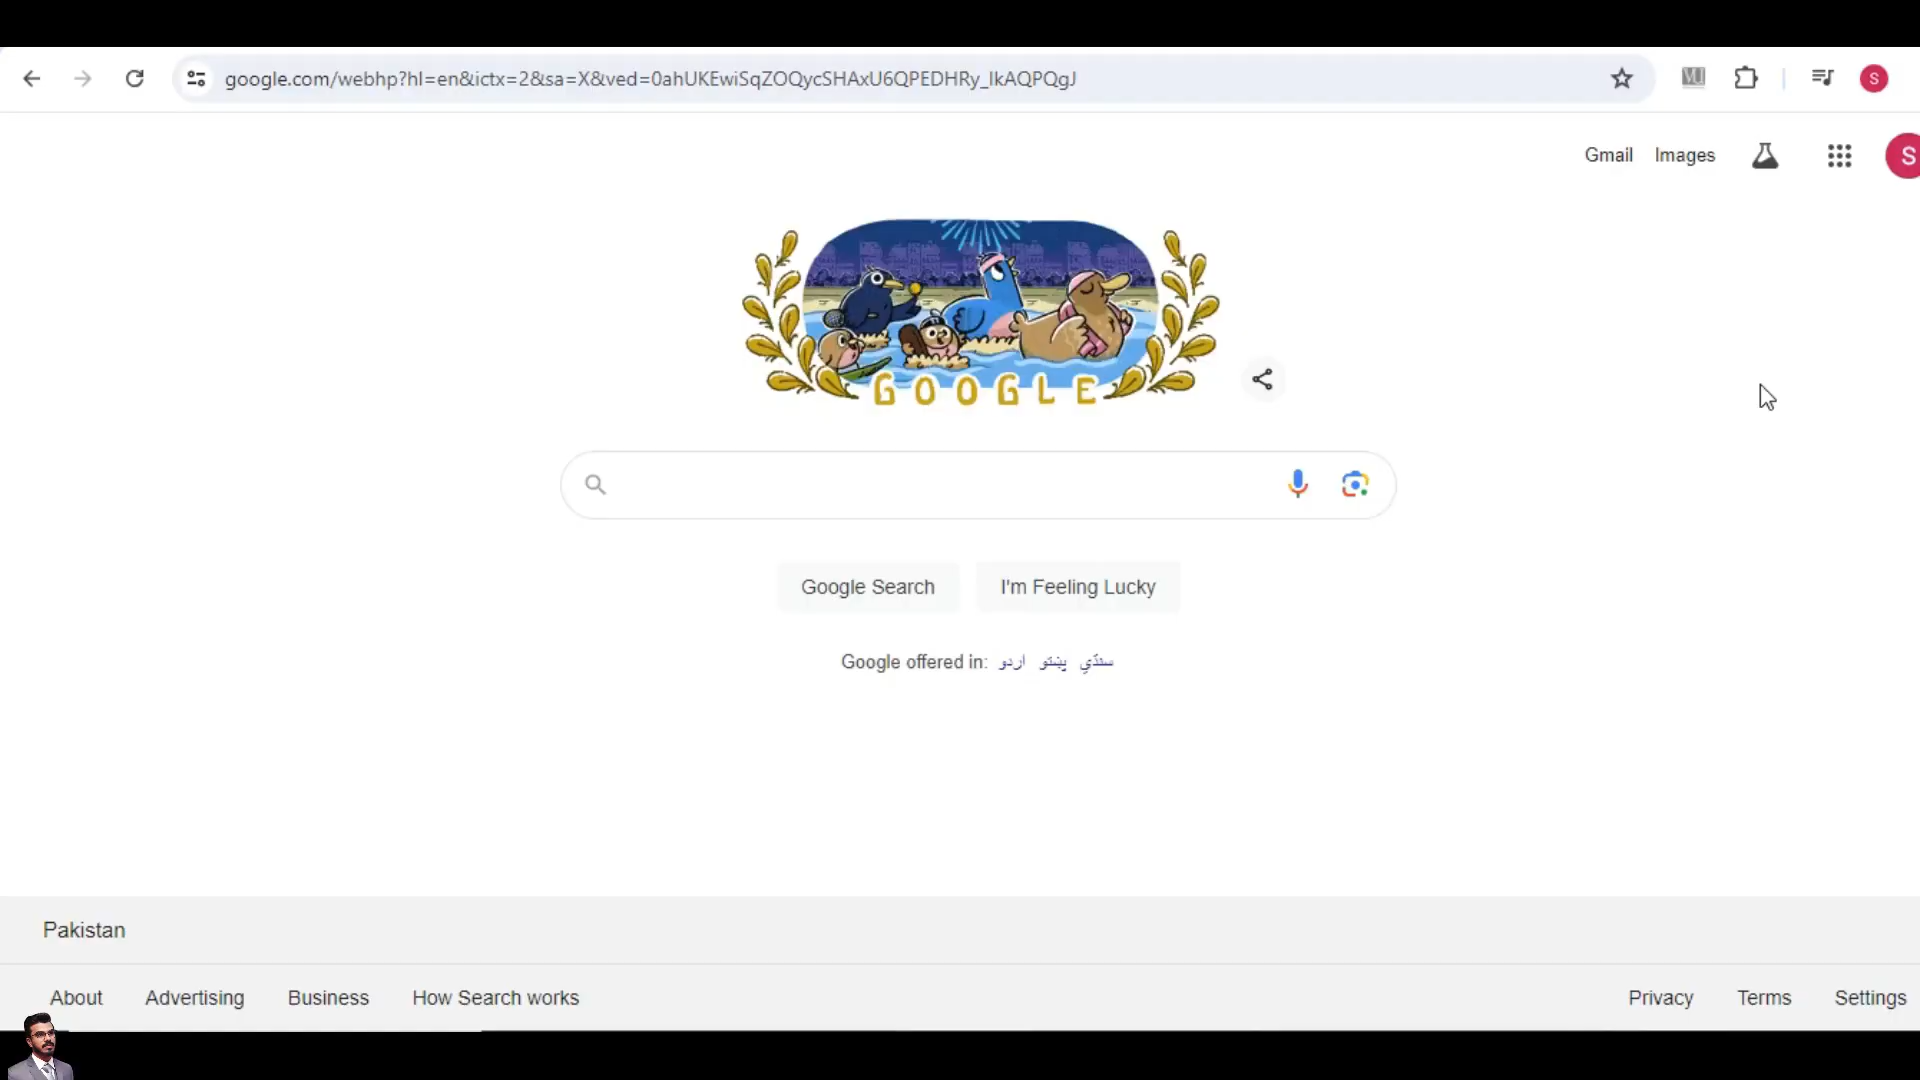 google.com/webhp?hl=en&ictx=2&sa=X&ved=0ahUKEwiSqZOQycSHAxU6QPEDHRy_IkAQPQgJ
VU
S
Gmail Images S
GOOGLE
Google Search I'm Feeling Lucky
Google offered in: اردو پښتو سنڌي
Pakistan
About Advertising Business How Search works Privacy Terms Settings